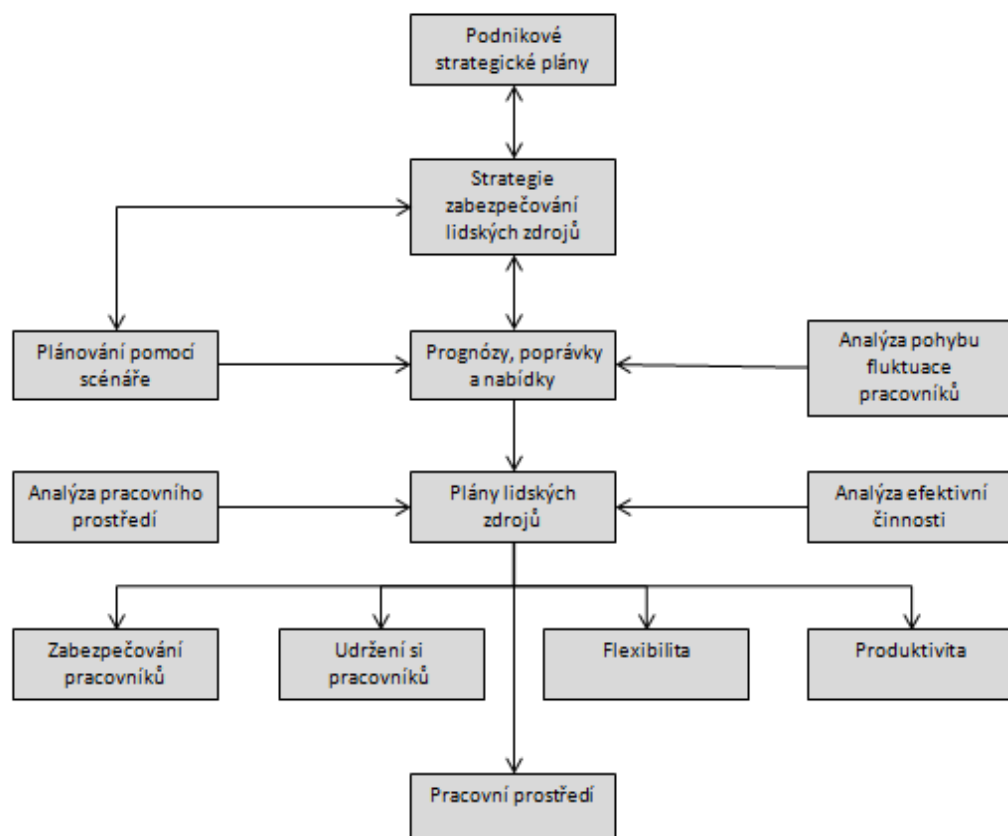 Podnikové
strategické plány
Strategie
zabezpečování
lidských zdrojů
Plánování pomocí
scénáře
Prognózy, poprávky
a nabídky
Analýza pohybu
fluktuace
pracovníků
Analýza pracovního
prostředí
Plány lidských
zdrojů
Analýza efektivní
činnosti
Zabezpečování
pracovníků
Udržení si
pracovníků
Flexibilita
Produktivita
Pracovní prostředí